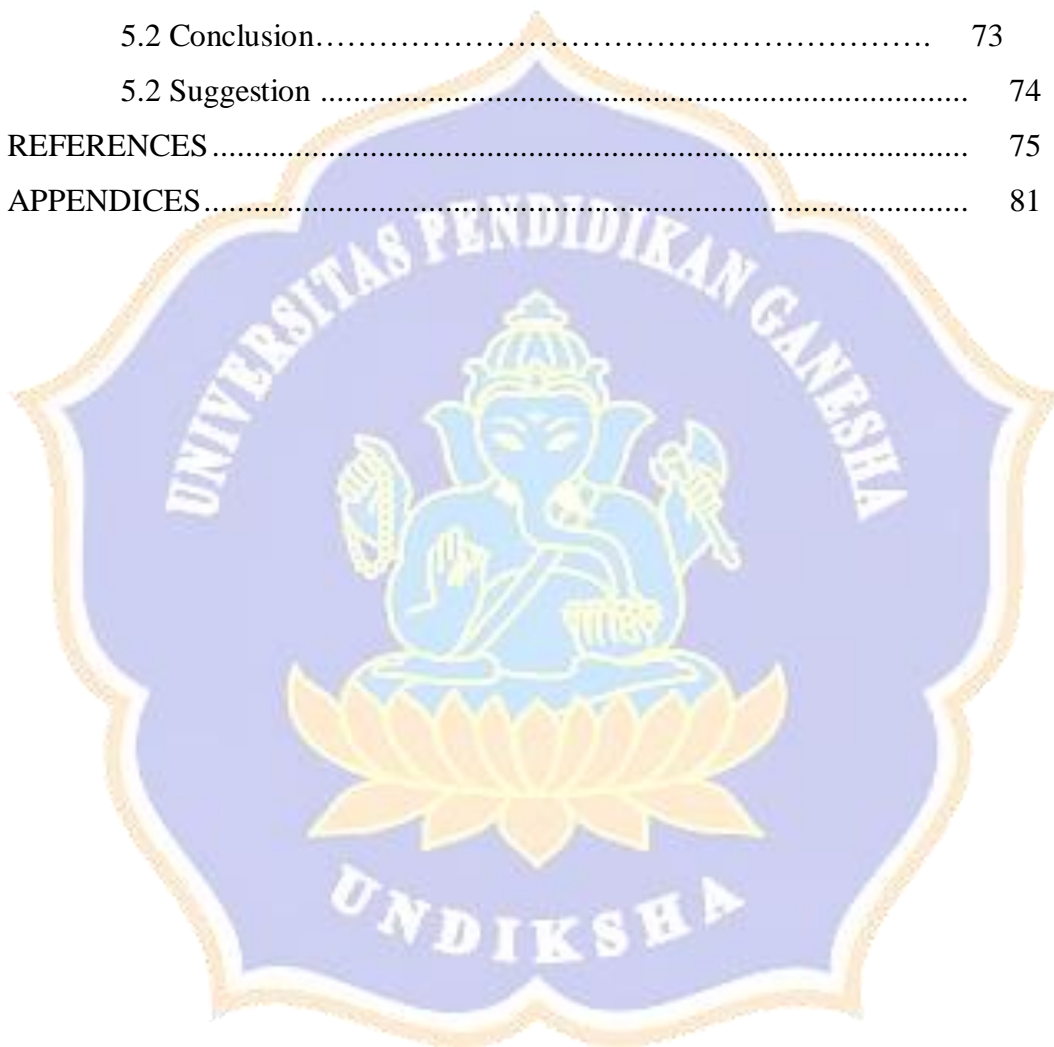 5.2 Conclusion…………………………………………………. 73
5.2 Suggestion ........................................................................ 74
REFERENCES .................................................................................... 75
APPENDICES ..................................................................................... 81
UNIVERSITAS PENDIDIKAN GANESHA
UNDIKSHA